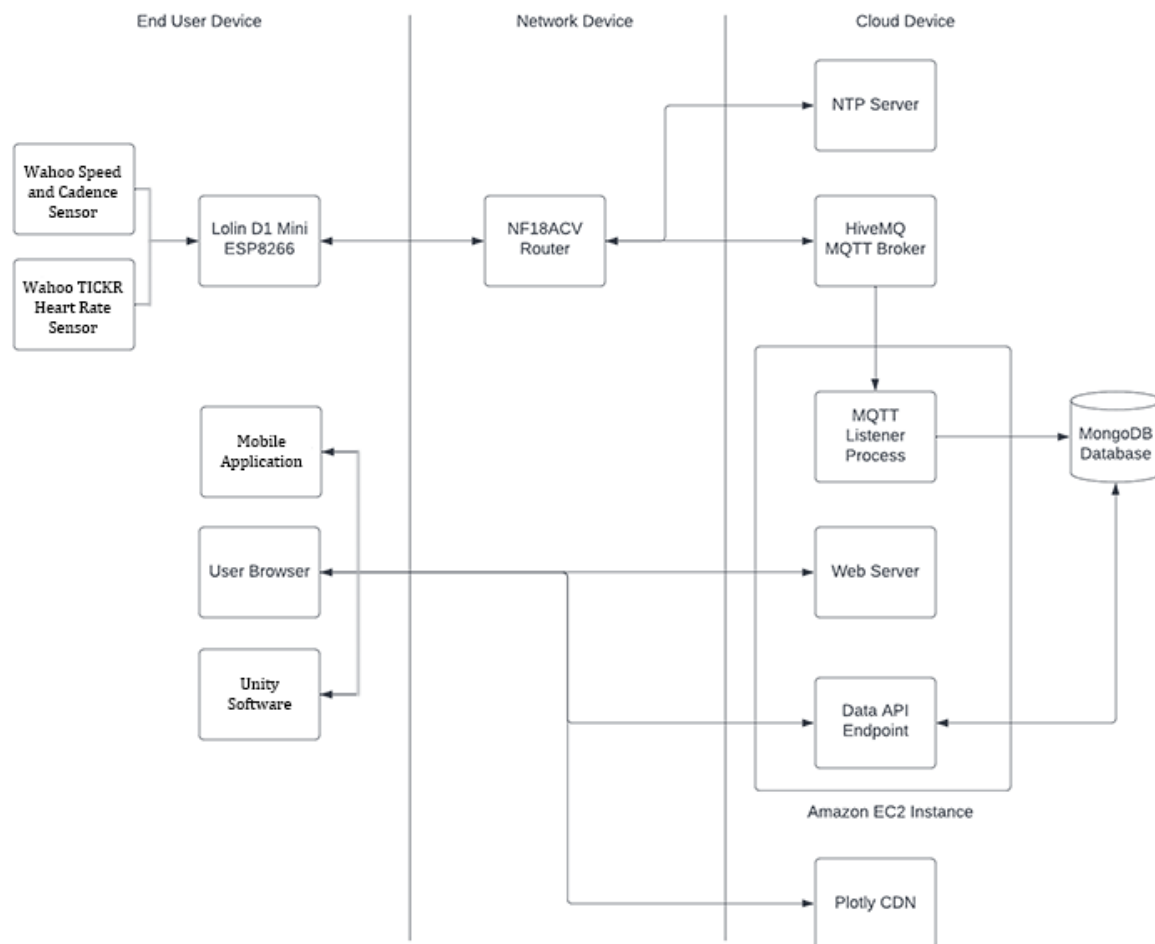 End User Device
Network Device
Cloud Device
NTP Server
Wahoo Speed
and Cadence
Sensor
Lolin D1 Mini
ESP8266
NF18ACV
Router
HiveMQ
MQTT Broker
Wahoo TICKR
Heart Rate
Sensor
MQTT
Listener
Process
MongoDB
Database
Mobile
Application
User Browser
Web Server
Unity
Software
Data API
Endpoint
Amazon EC2 Instance
Plotly CDN